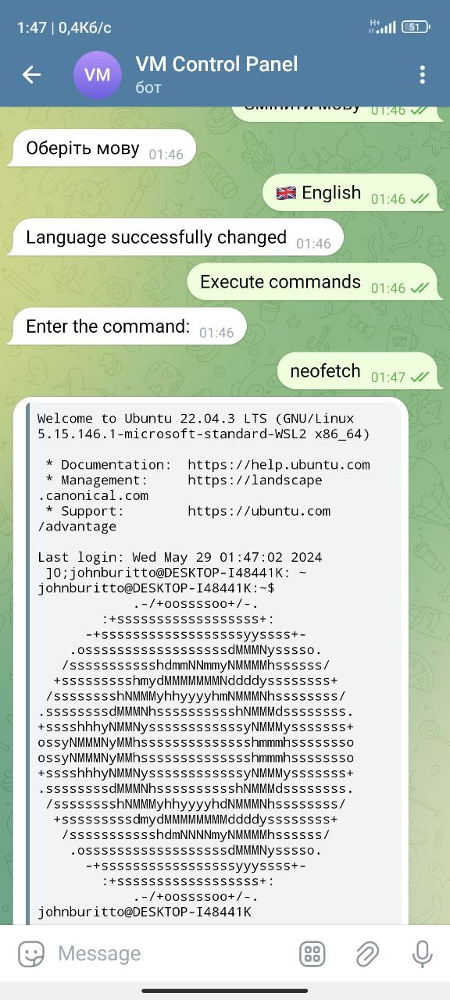 1:47 | 0,4Кб/с
H+
51
VM
VM Control Panel
бот
Змінити мову 01:46
Оберіть мову 01:46
English 01:46
Language successfully changed 01:46
Execute commands 01:46
Enter the command: 01:46
neofetch 01:47
Welcome to Ubuntu 22.04.3 LTS (GNU/Linux
5.15.146.1-microsoft-standard-WSL2 x86_64)
* Documentation:  https://help.ubuntu.com
* Management:     https://landscape
.canonical.com
* Support:        https://ubuntu.com
/advantage
Last login: Wed May 29 01:47:02 2024
]0;johnburitto@DESKTOP-I48441K: ~
johnburitto@DESKTOP-I48441K:~$
.-/+oossssoo+/-.
:+ssssssssssssssssss+:
-+ssssssssssssssssssyyssss+-
.ossssssssssssssssssdMMMNysssso.
/ssssssssssshdmmNNmmyNMMMMhssssss/
+ssssssssshmydMMMMMMMNddddyssssssss+
/sssssssshNMMMyhhyyyyhmNMMMNhssssssss/
.ssssssssdMMMNhsssssssssshNMMMdssssssss.
+sssshhhyNMMNyssssssssssssyNMMMysssssss+
ossyNMMMNyMMhsssssssssssssshmmmhssssssso
ossyNMMMNyMMhsssssssssssssshmmmhssssssso
+sssshhhyNMMNyssssssssssssyNMMMysssssss+
.ssssssssdMMMNhsssssssssshNMMMdssssssss.
/sssssssshNMMMyhhyyyyhdNMMMNhssssssss/
+sssssssssdmydMMMMMMMMddddyssssssss+
/ssssssssssshdmNNNNmyNMMMMhssssss/
.ossssssssssssssssssdMMMNysssso.
-+sssssssssssssssssyyyssss+-
:+ssssssssssssssssss+:
.-/+oossssoo+/-.
johnburitto@DESKTOP-I48441K
Message